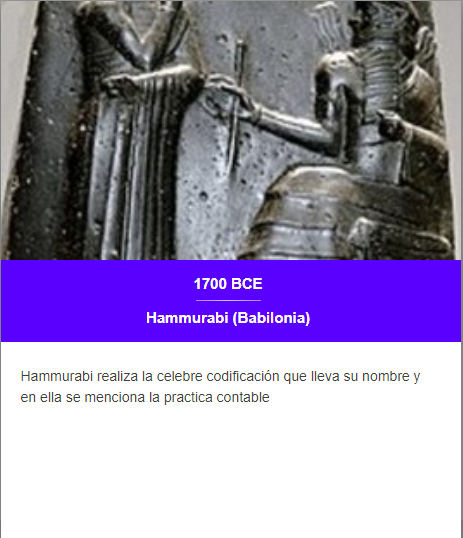 1700 BCE
Hammurabi (Babilonia)
Hammurabi realiza la celebre codificación que lleva su nombre y
en ella se menciona la practica contable